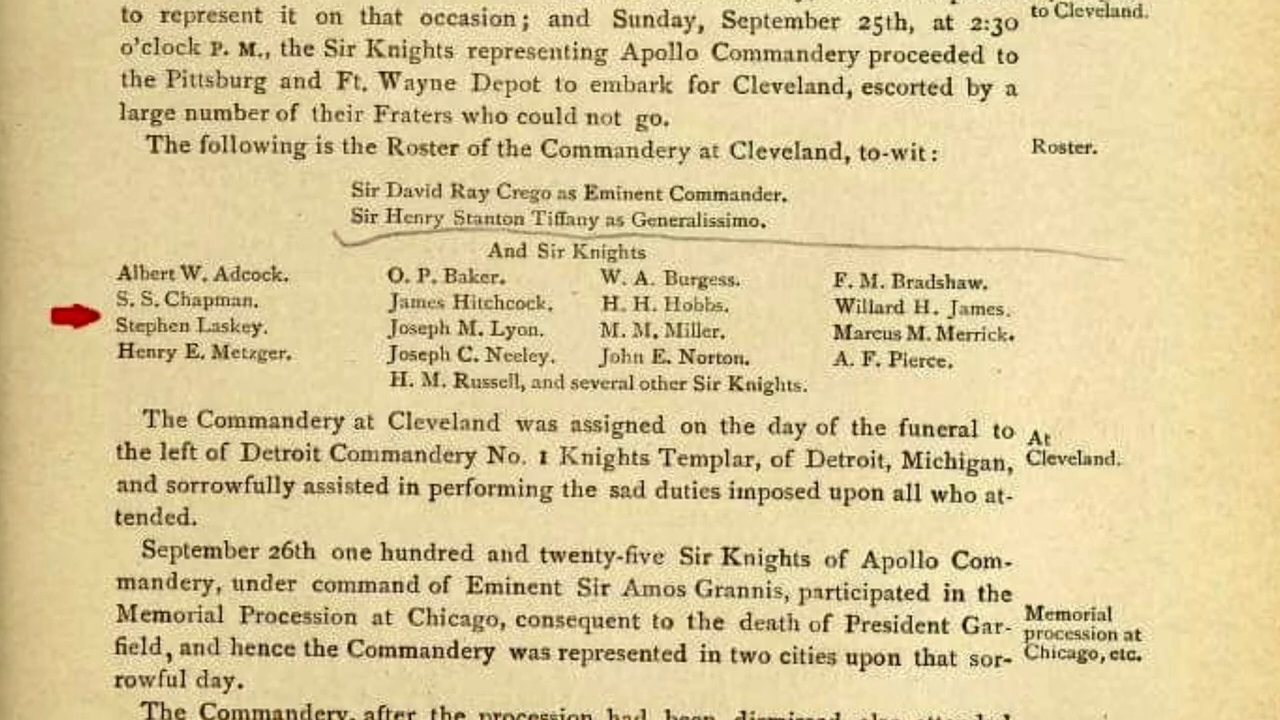 to represent it on that occasion; and Sunday, September 25th, at 2:30
to Cleveland.
o'clock P. M., the Sir Knights representing Apollo Commandery proceeded to
the Pittsburg and Ft. Wayne Depot to embark for Cleveland, escorted by a
large number of their Fraters who could not go.
The following is the Roster of the Commandery at Cleveland, to-wit:
Roster.
Sir David Ray Crego as Eminent Commander.
Sir Henry Stanton Tiffany as Generalissimo.
And Sir Knights
Albert W. Adcock. O. P. Baker. W. A. Burgess. F. M. Bradshaw.
S. S. Chapman. James Hitchcock. H. H. Hobbs. Willard H. James.
Stephen Laskey. Joseph M. Lyon. M. M. Miller. Marcus M. Merrick.
Henry E. Metzger. Joseph C. Neeley. John E. Norton. A. F. Pierce.
H. M. Russell, and several other Sir Knights.
The Commandery at Cleveland was assigned on the day of the funeral to
the left of Detroit Commandery No. 1 Knights Templar, of Detroit, Michigan,
and sorrowfully assisted in performing the sad duties imposed upon all who at-
tended.
At
Cleveland.
September 26th one hundred and twenty-five Sir Knights of Apollo Com-
mandery, under command of Eminent Sir Amos Grannis, participated in the
Memorial Procession at Chicago, consequent to the death of President Gar-
field, and hence the Commandery was represented in two cities upon that sor-
rowful day.
Memorial
procession at
Chicago, etc.
The Commandery, after the procession had been dismissed also attended